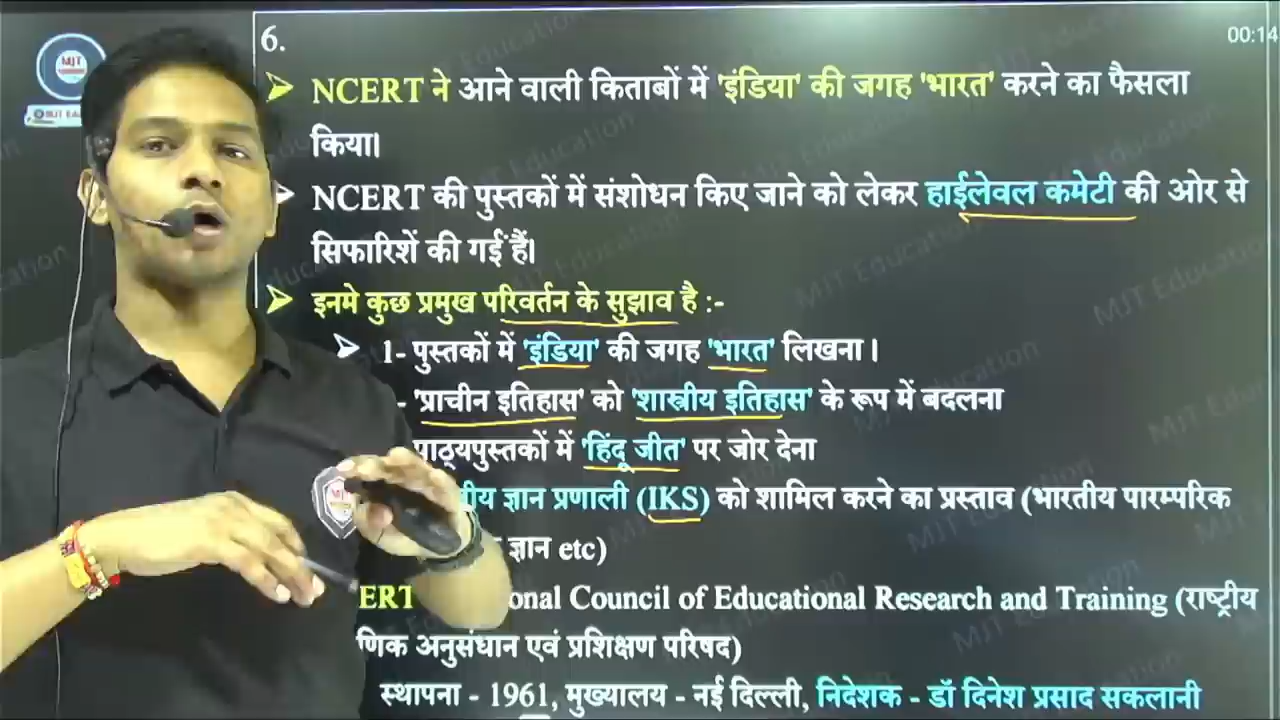 MJT
6.
00:14
NCERT ने आने वाली किताबों में 'इंडिया' की जगह 'भारत' करने का फैसला
किया।
NCERT की पुस्तकों में संशोधन किए जाने को लेकर हाईलेवल कमेटी की ओर से
सिफारिशें की गईं हैं।
इनमे कुछ प्रमुख परिवर्तन के सुझाव है :-
1- पुस्तकों में 'इंडिया' की जगह 'भारत' लिखना।
- 'प्राचीन इतिहास' को 'शास्त्रीय इतिहास' के रूप में बदलना
पाठ्यपुस्तकों में 'हिंदू जीत' पर जोर देना
ज्ञान प्रणाली (IKS) को शामिल करने का प्रस्ताव (भारतीय पारम्परिक
ज्ञान etc)
Council of Educational Research and Training (राष्ट्रीय
अनुसंधान एवं प्रशिक्षण परिषद)
स्थापना - 1961, मुख्यालय - नई दिल्ली, निदेशक - डॉ दिनेश प्रसाद सकलानी
MJT Education